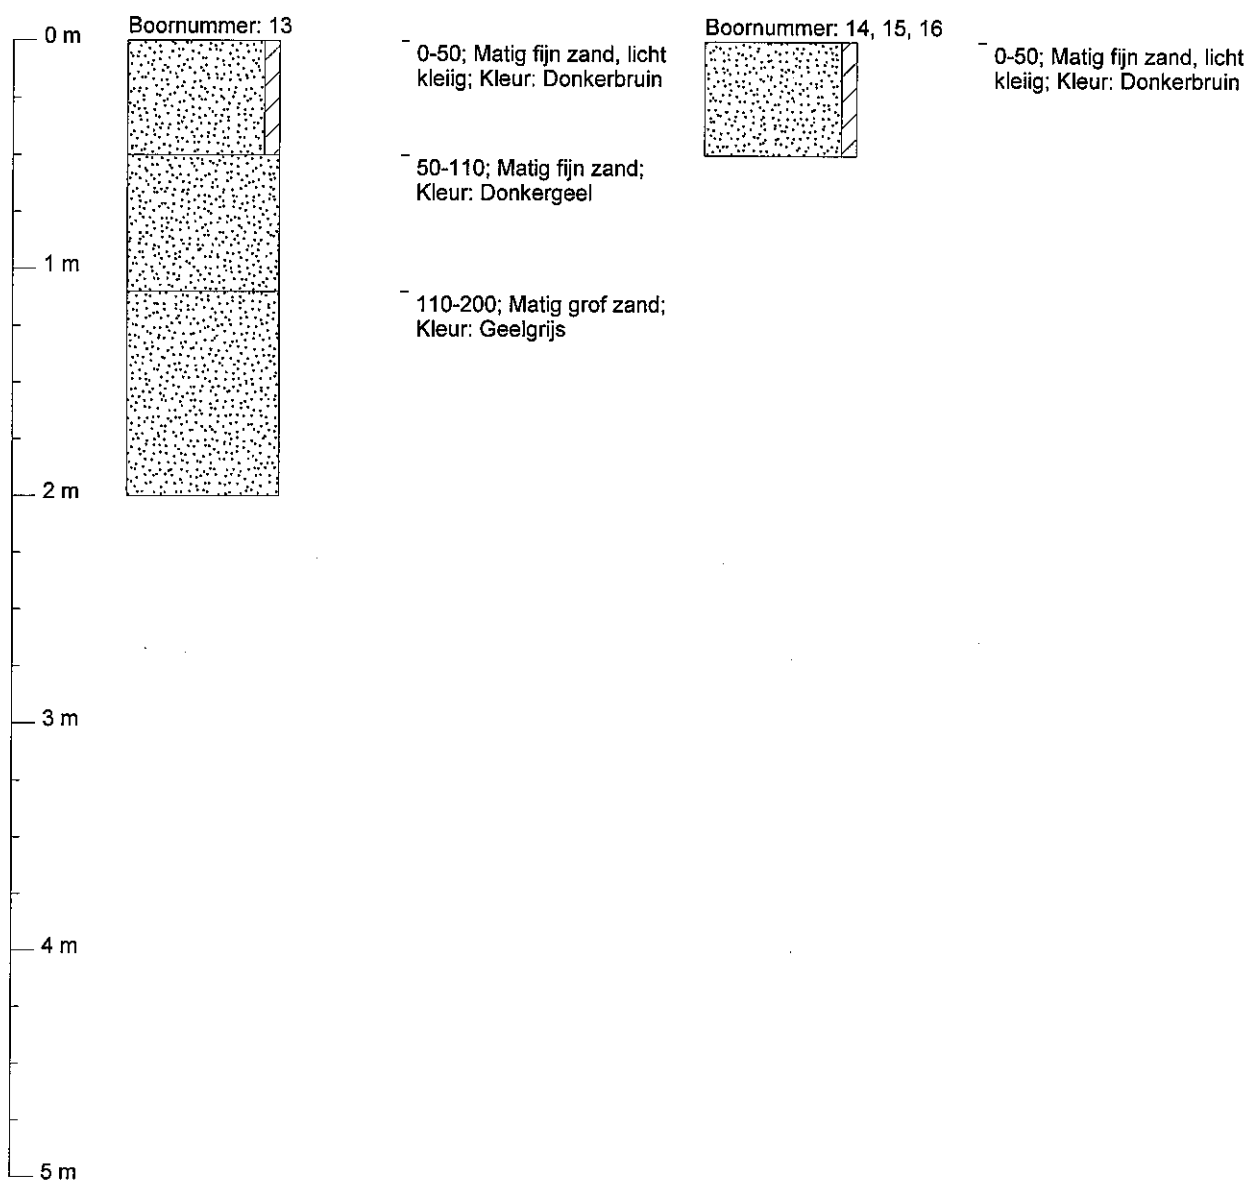 0 m
Boornummer: 13
0-50; Matig fijn zand, licht
kleiig; Kleur: Donkerbruin
50-110; Matig fijn zand;
Kleur: Donkergeel
110-200; Matig grof zand;
Kleur: Geelgrijs
Boornummer: 14, 15, 16
0-50; Matig fijn zand, licht
kleiig; Kleur: Donkerbruin
1 m
2 m
3 m
4 m
5 m